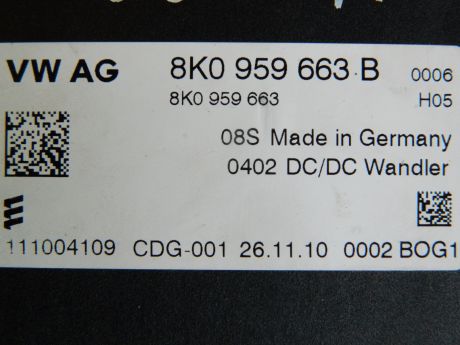 VW AG 8K0 959 663 B 0006
8K0 959 663 H05
08S Made in Germany
0402 DC/DC Wandler
111004109 CDG-001 26.11.10 0002 BOG1